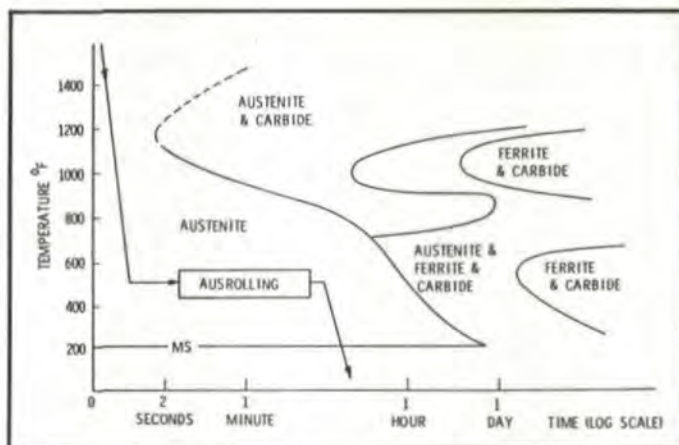 1400
1200
1000
800
600
400
200
0
TEMPERATURE °F
AUSTENITE
& CARBIDE
FERRITE
& CARBIDE
AUSTENITE
AUSTENITE &
FERRITE &
CARBIDE
FERRITE
& CARBIDE
AUSROLLING
MS
2
SECONDS
1
MINUTE
1
HOUR
1
DAY
TIME (LOG SCALE)